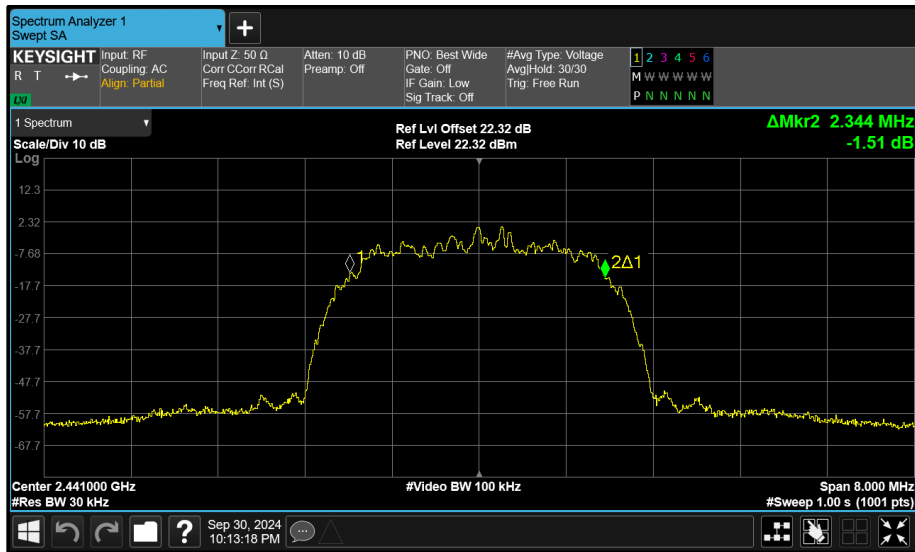 Spectrum Analyzer 1
Swept SA
+
KEYSIGHT
R T
LXI
Input: RF
Coupling: AC
Align: Partial
Input Z: 50 Ω
Corr CCorr RCal
Freq Ref: Int (S)
Atten: 10 dB
Preamp: Off
PNO: Best Wide
Gate: Off
IF Gain: Low
Sig Track: Off
#Avg Type: Voltage
Avg|Hold: 30/30
Trig: Free Run
1 2 3 4 5 6
M W W W W W
P N N N N N
1 Spectrum
Scale/Div 10 dB
Log
Ref Lvl Offset 22.32 dB
Ref Level 22.32 dBm
ΔMkr2 2.344 MHz
-1.51 dB
12.3
2.32
-7.68
-17.7
-27.7
-37.7
-47.7
-57.7
-67.7
1
2Δ1
Center 2.441000 GHz
#Res BW 30 kHz
#Video BW 100 kHz
Span 8.000 MHz
#Sweep 1.00 s (1001 pts)
?
Sep 30, 2024
10:13:18 PM